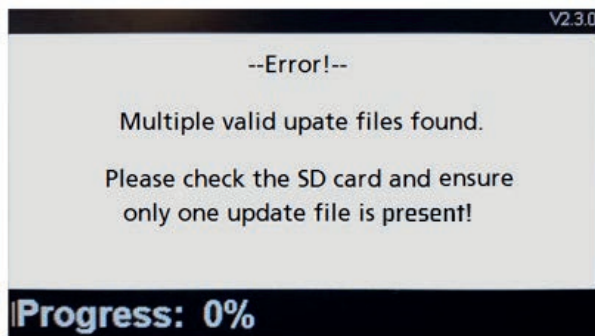 V2.3.0
--Error!--
Multiple valid upate files found.
Please check the SD card and ensure
only one update file is present!
Progress: 0%